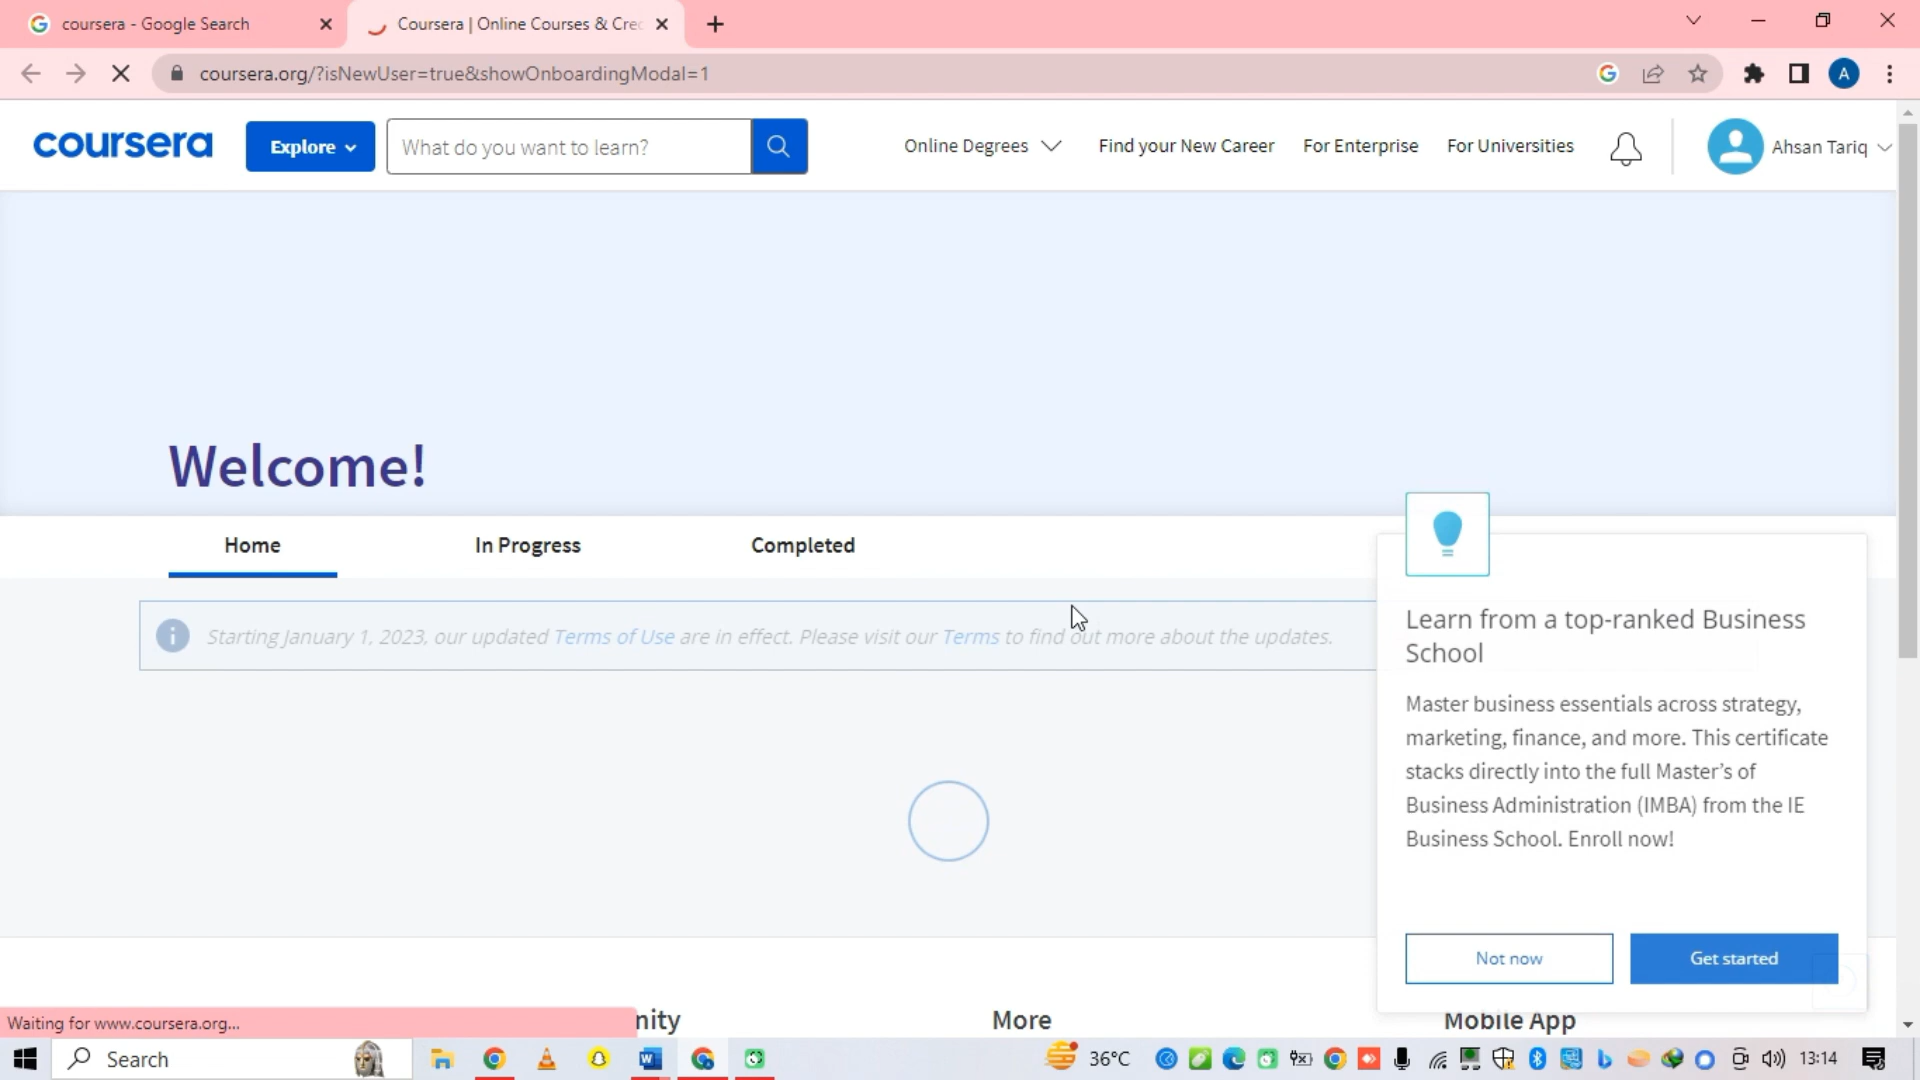 coursera - Google Search
Coursera | Online Courses & Cre
coursera.org/?isNewUser=true&showOnboardingModal=1
A
coursera
Explore
What do you want to learn?
Online Degrees
Find your New Career
For Enterprise
For Universities
Ahsan Tariq
Welcome!
Home
In Progress
Completed
Starting January 1, 2023, our updated Terms of Use are in effect. Please visit our Terms to find out more about the updates.
Learn from a top-ranked Business
School
Master business essentials across strategy,
marketing, finance, and more. This certificate
stacks directly into the full Master's of
Business Administration (IMBA) from the IE
Business School. Enroll now!
Not now
Get started
Waiting for www.coursera.org...
nity
More
Mobile App
Search
36°C
13:14